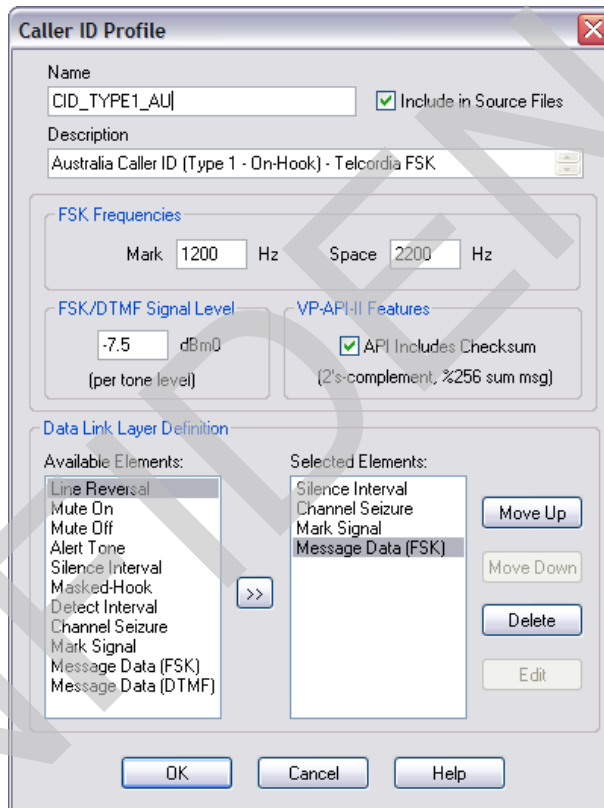 Caller ID Profile
Name
CID_TYPE1_AU
Include in Source Files
Description
Australia Caller ID (Type 1 - On-Hook) - Telcordia FSK
FSK Frequencies
Mark 1200 Hz Space 2200 Hz
FSK/DTMF Signal Level
-7.5 dBm0
(per tone level)
VP-API-II Features
API Includes Checksum
(2's-complement, %256 sum msg)
Data Link Layer Definition
Available Elements:
Line Reversal
Mute On
Mute Off
Alert Tone
Silence Interval
Masked-Hook
Detect Interval
Channel Seizure
Mark Signal
Message Data (FSK)
Message Data (DTMF)
>>
Selected Elements:
Silence Interval
Channel Seizure
Mark Signal
Message Data (FSK)
Move Up
Move Down
Delete
Edit
OK Cancel Help